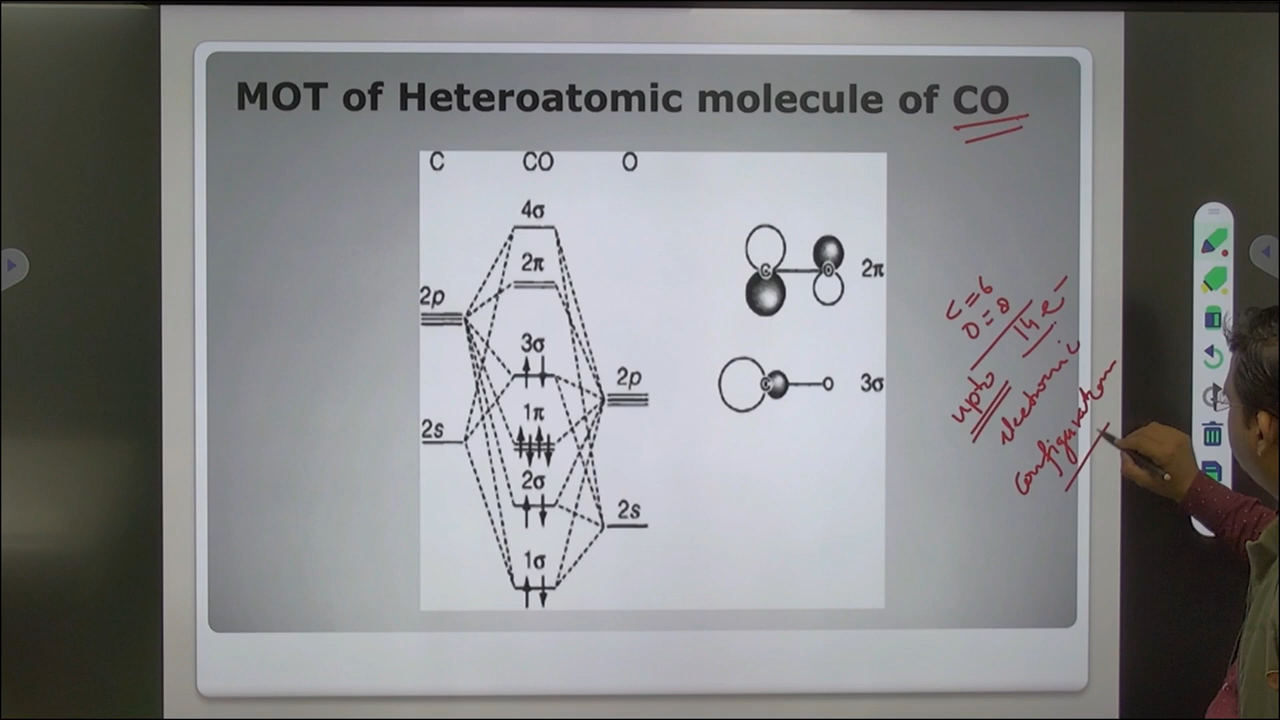 MOT of Heteroatomic molecule of CO
C CO O
4σ
2π
2p
3σ
2p
1π
2s
2σ
2s
1σ
C O 2π
C O 3σ
C = 6
O = 8
14 e-
upto
electronic
configuration